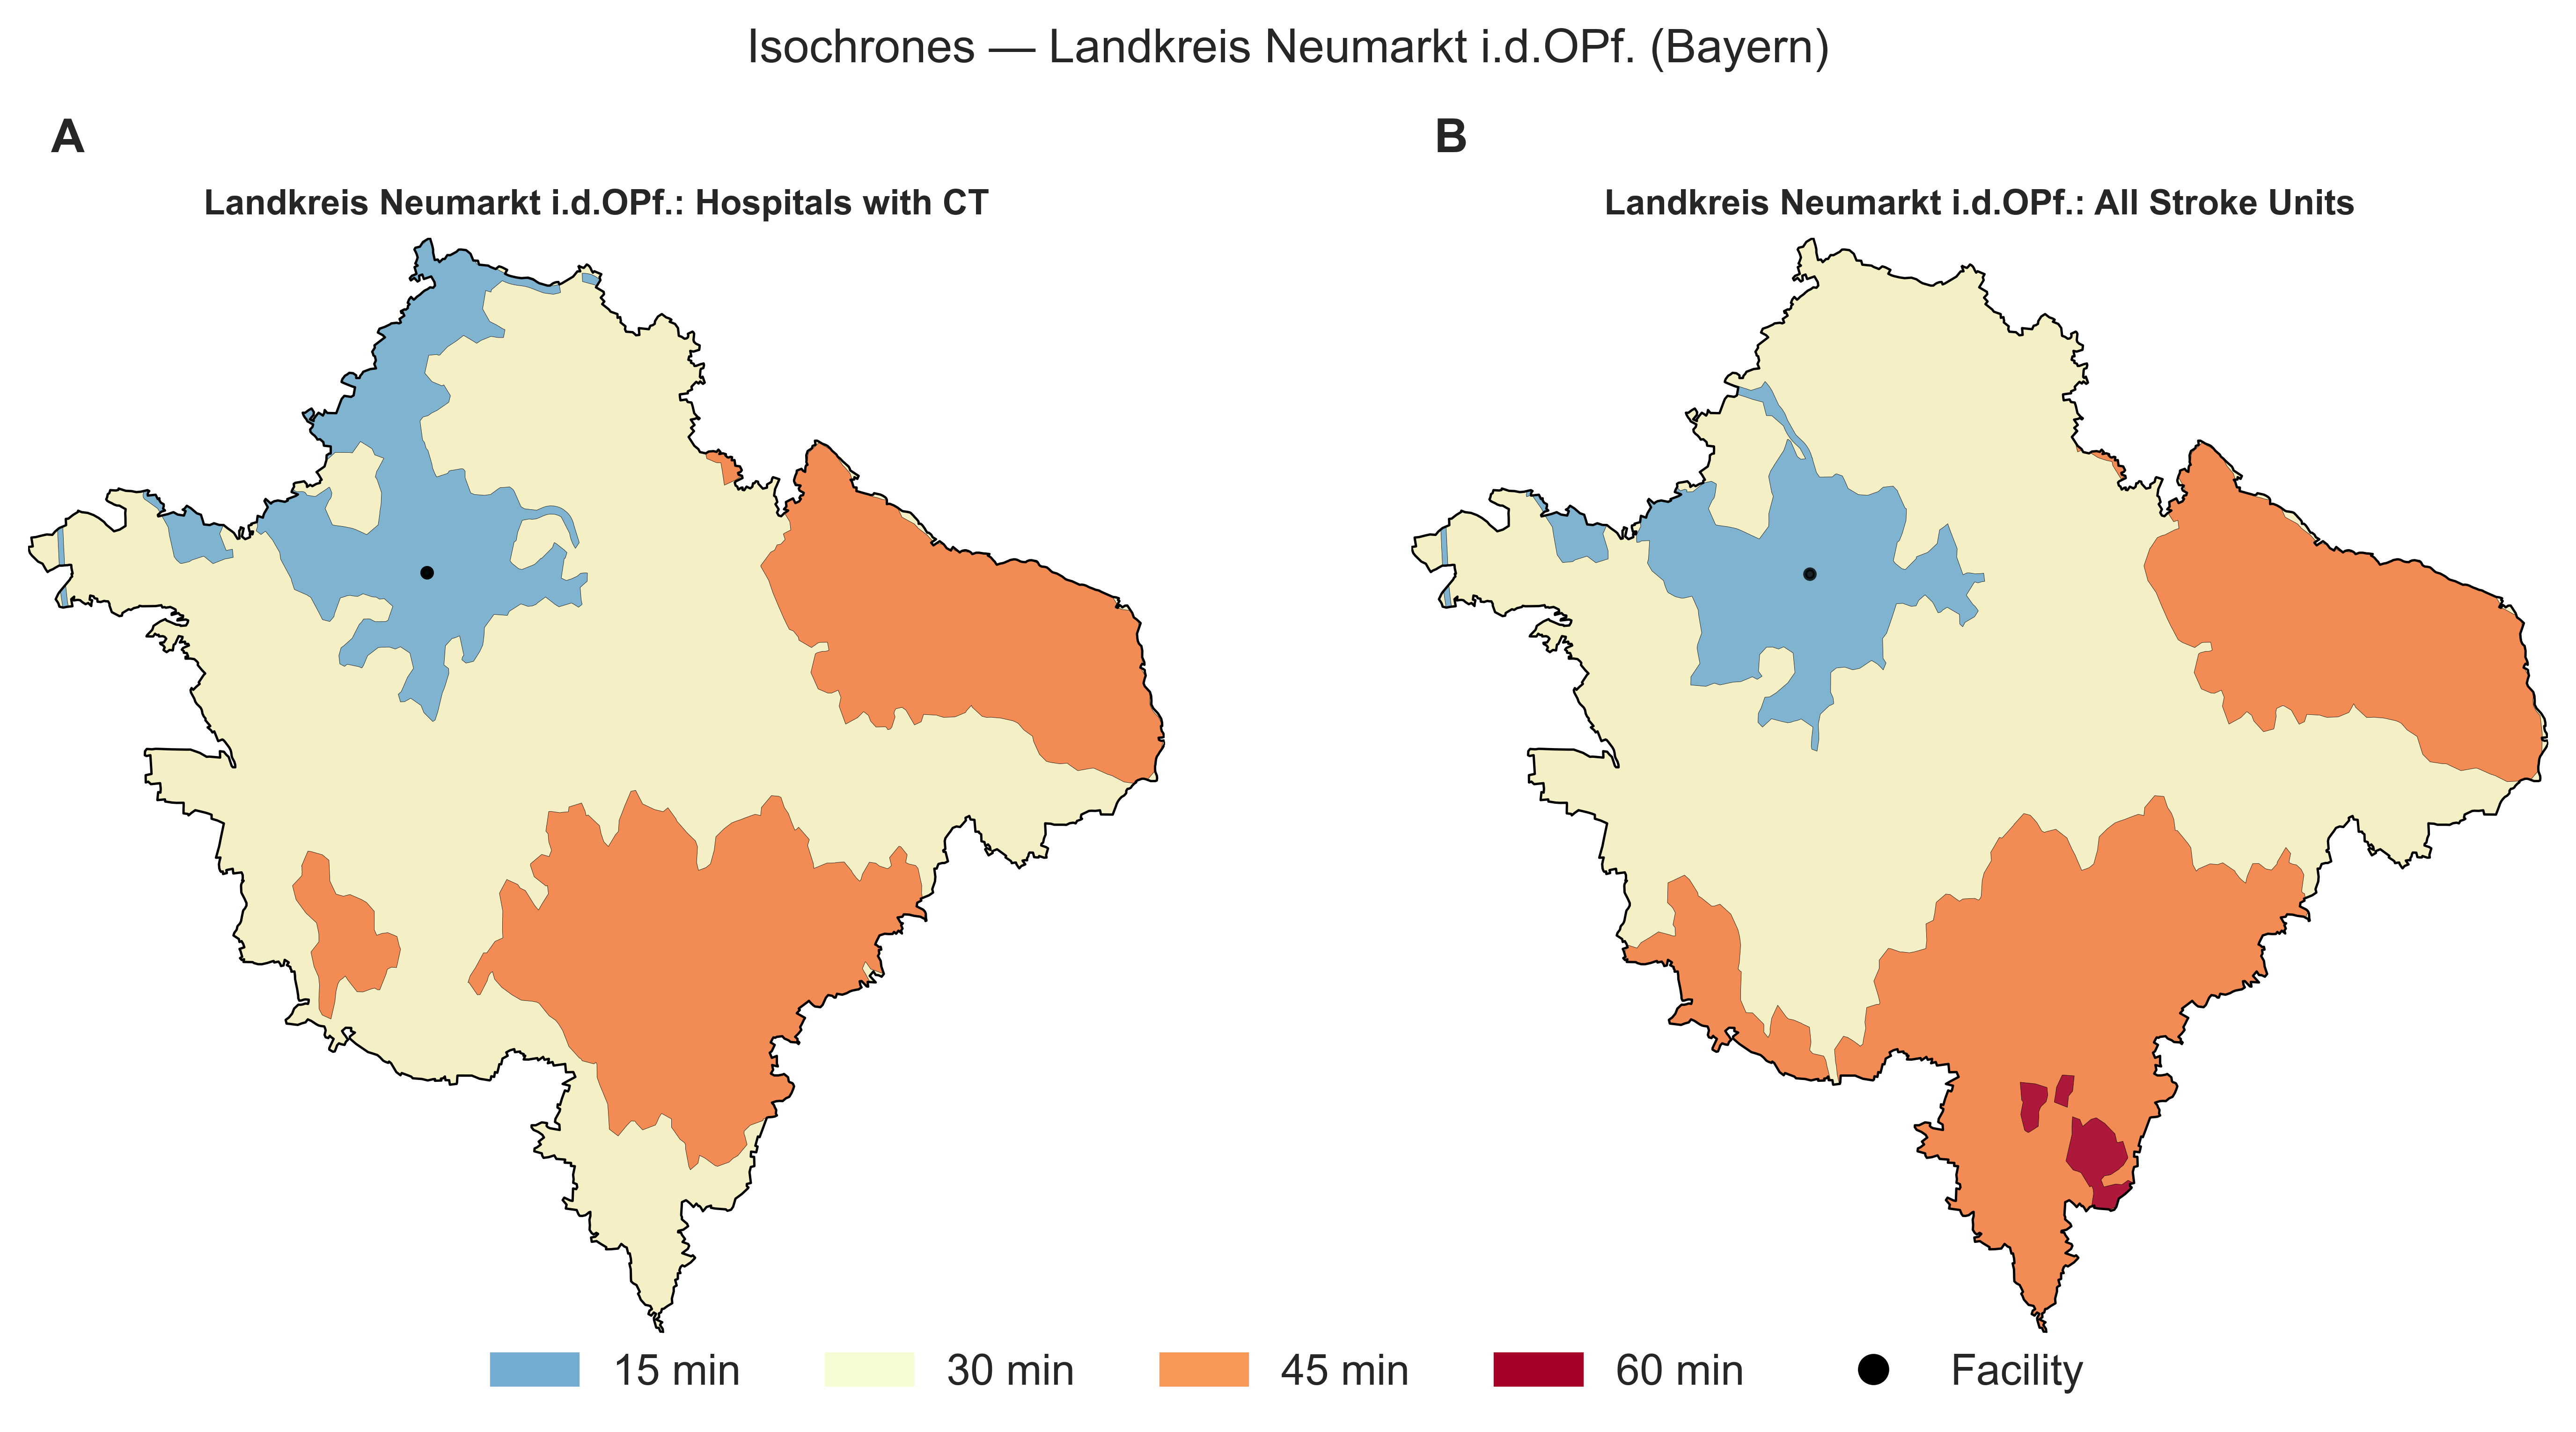 Isochrones — Landkreis Neumarkt i.d.OPf. (Bayern)
A
B
Landkreis Neumarkt i.d.OPf.: Hospitals with CT
Landkreis Neumarkt i.d.OPf.: All Stroke Units
15 min
30 min
45 min
60 min
Facility